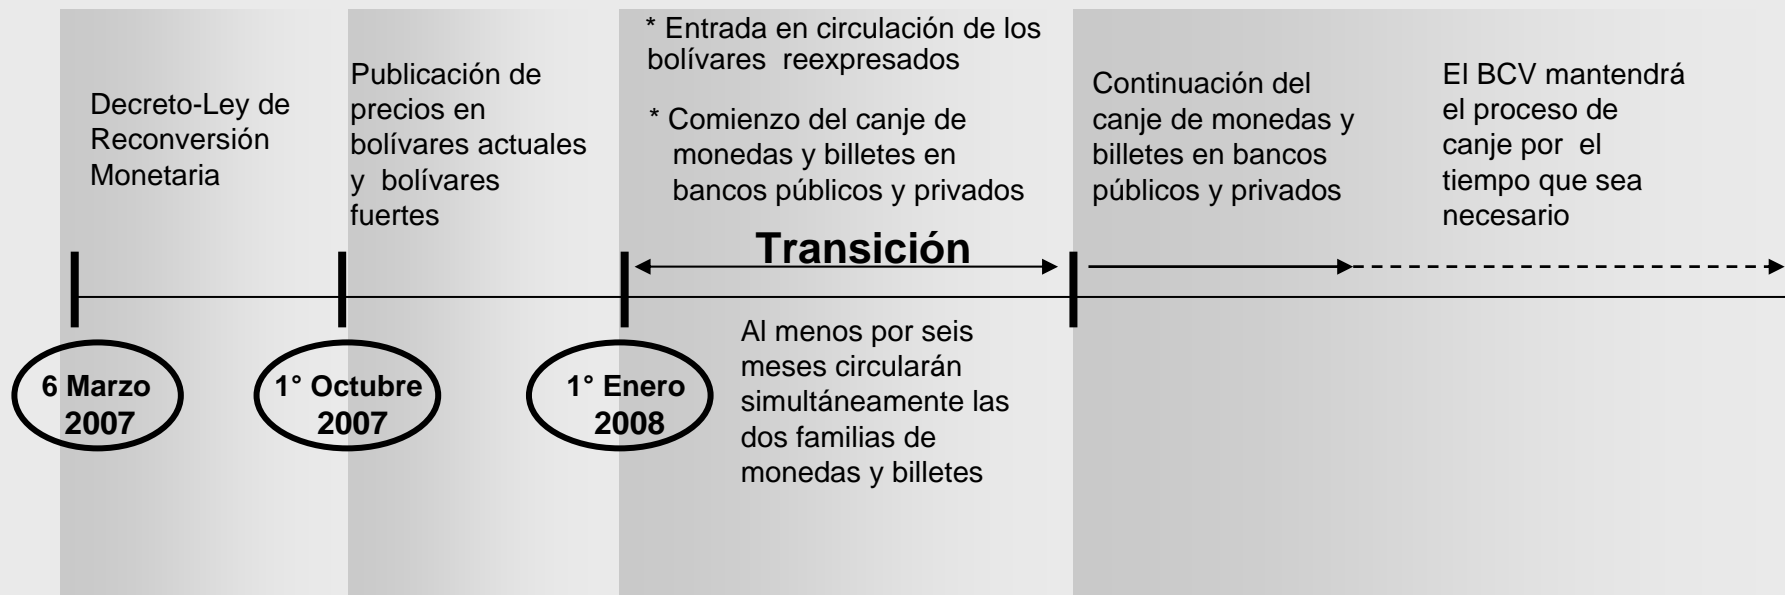 Decreto-Ley de
Reconversión
Monetaria
Publicación de
precios en
bolívares actuales
y bolívares
fuertes
* Entrada en circulación de los
bolívares reexpresados
* Comienzo del canje de
monedas y billetes en
bancos públicos y privados
Continuación del
canje de monedas y
billetes en bancos
públicos y privados
El BCV mantendrá
el proceso de
canje por el
tiempo que sea
necesario
Transición
6 Marzo
2007
1° Octubre
2007
1° Enero
2008
Al menos por seis
meses circularán
simultáneamente las
dos familias de
monedas y billetes